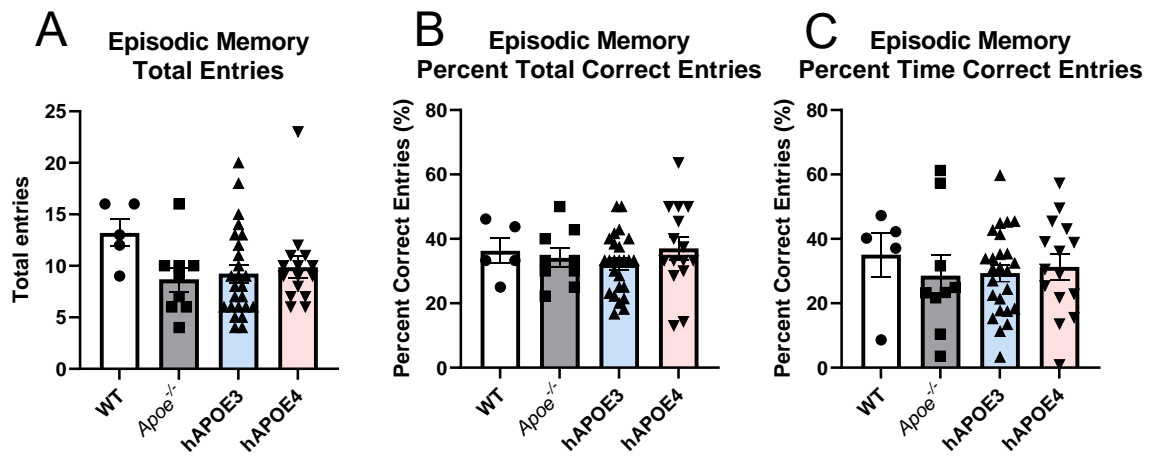 A
Episodic Memory
Total Entries
Total entries
25
20
15
10
5
0
WT
Apoe-/-
hAPOE3
hAPOE4
B
Episodic Memory
Percent Total Correct Entries
Percent Correct Entries (%)
80
60
40
20
0
WT
Apoe-/-
hAPOE3
hAPOE4
C
Episodic Memory
Percent Time Correct Entries
Percent Correct Entries (%)
80
60
40
20
0
WT
Apoe-/-
hAPOE3
hAPOE4